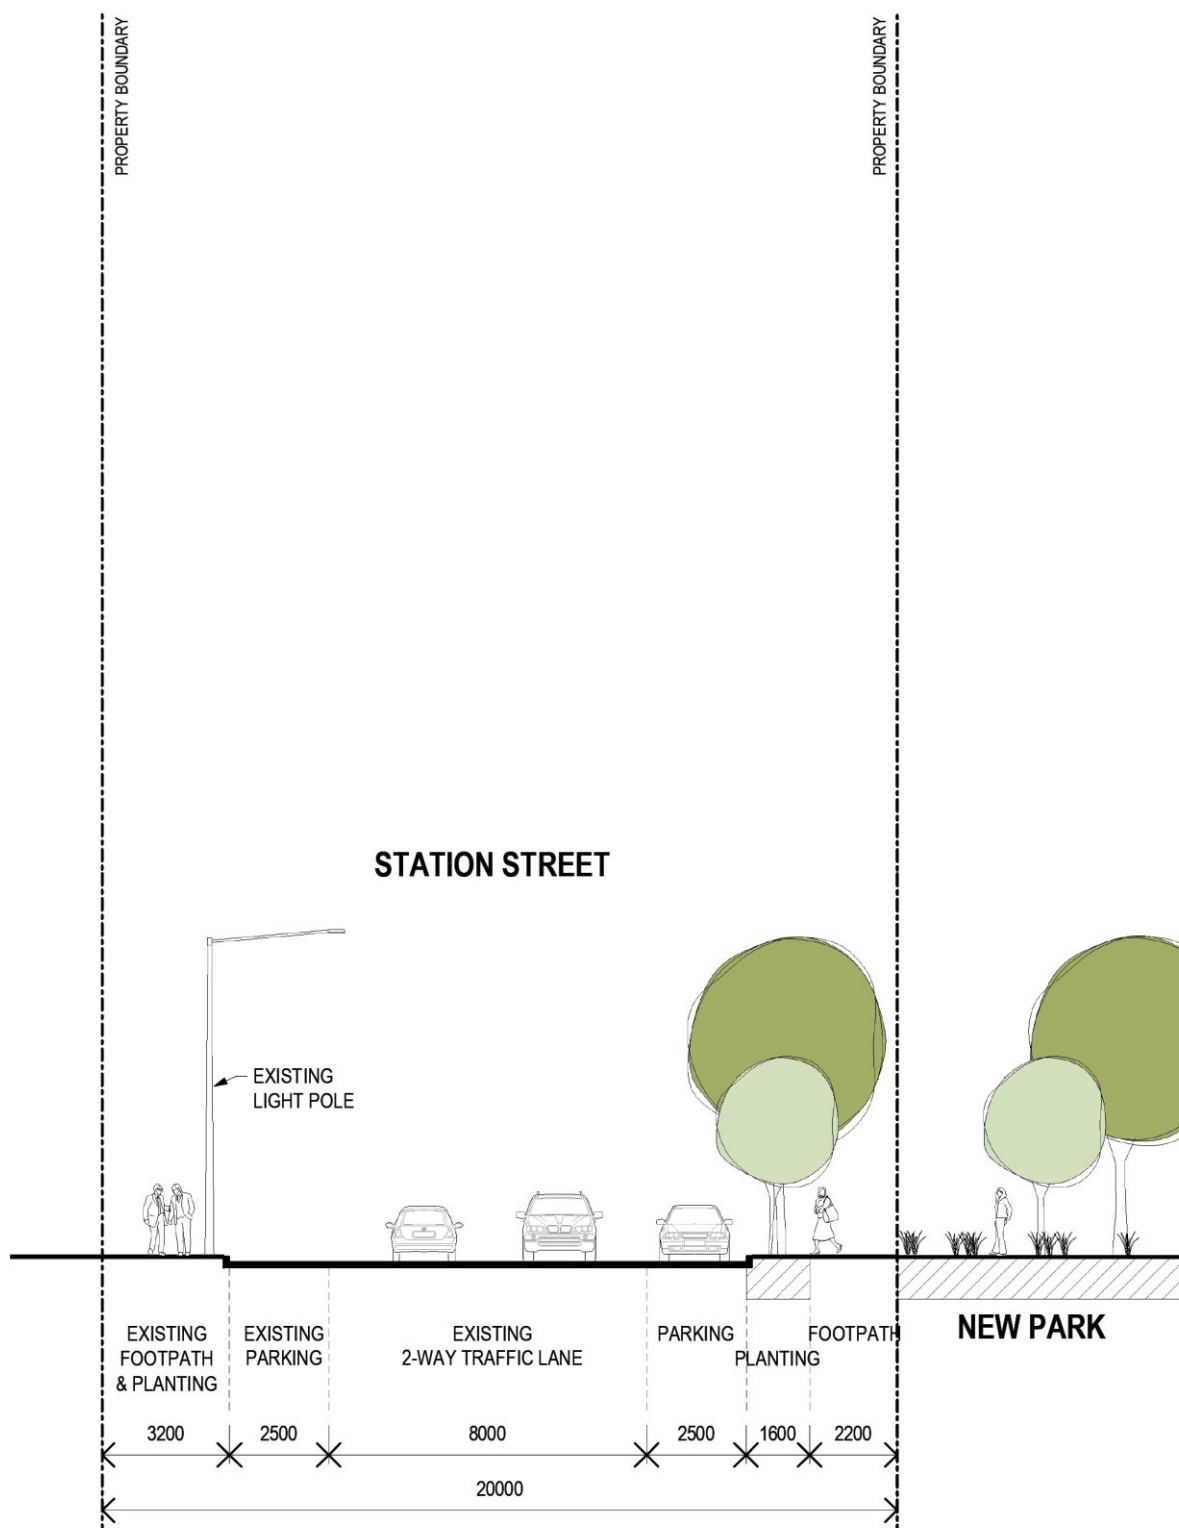 PROPERTY BOUNDARY
PROPERTY BOUNDARY
STATION STREET
EXISTING
LIGHT POLE
EXISTING
FOOTPATH
& PLANTING
EXISTING
PARKING
EXISTING
2-WAY TRAFFIC LANE
PARKING
PLANTING
FOOTPATH
NEW PARK
3200
2500
8000
2500
1600
2200
20000